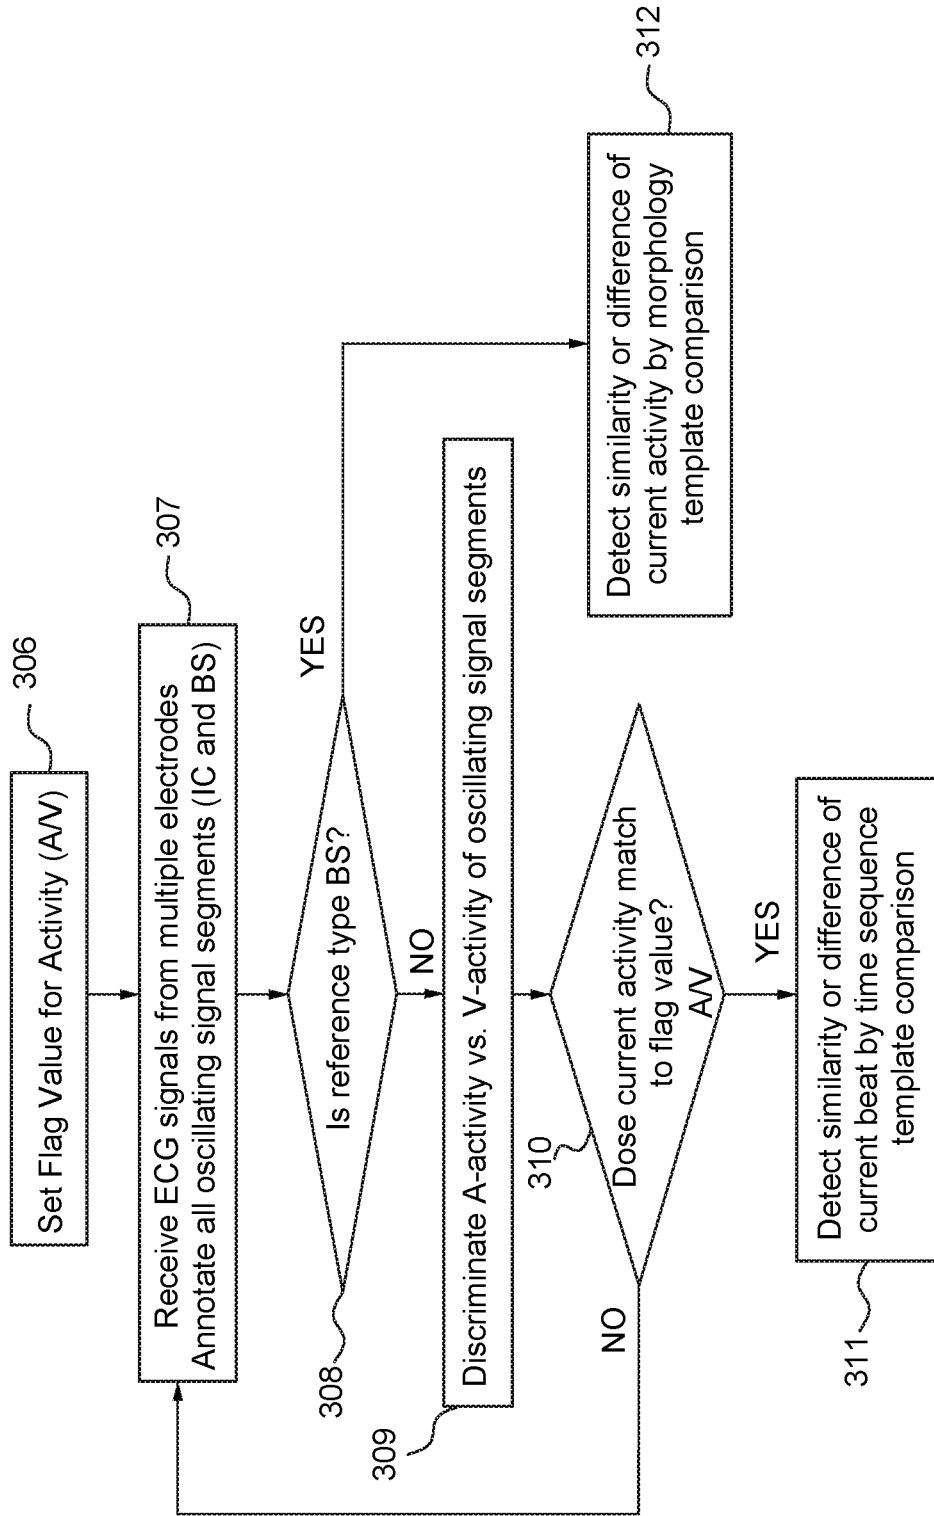 306
Set Flag Value for Activity (A/V)
307
Receive ECG signals from multiple electrodes
Annotate all oscillating signal segments (IC and BS)
308
Is reference type BS?
YES
NO
309
Discriminate A-activity vs. V-activity of oscillating signal segments
310
Dose current activity match
to flag value?
A/V
NO
YES
311
Detect similarity or difference of
current beat by time sequence
template comparison
312
Detect similarity or difference of
current activity by morphology
template comparison